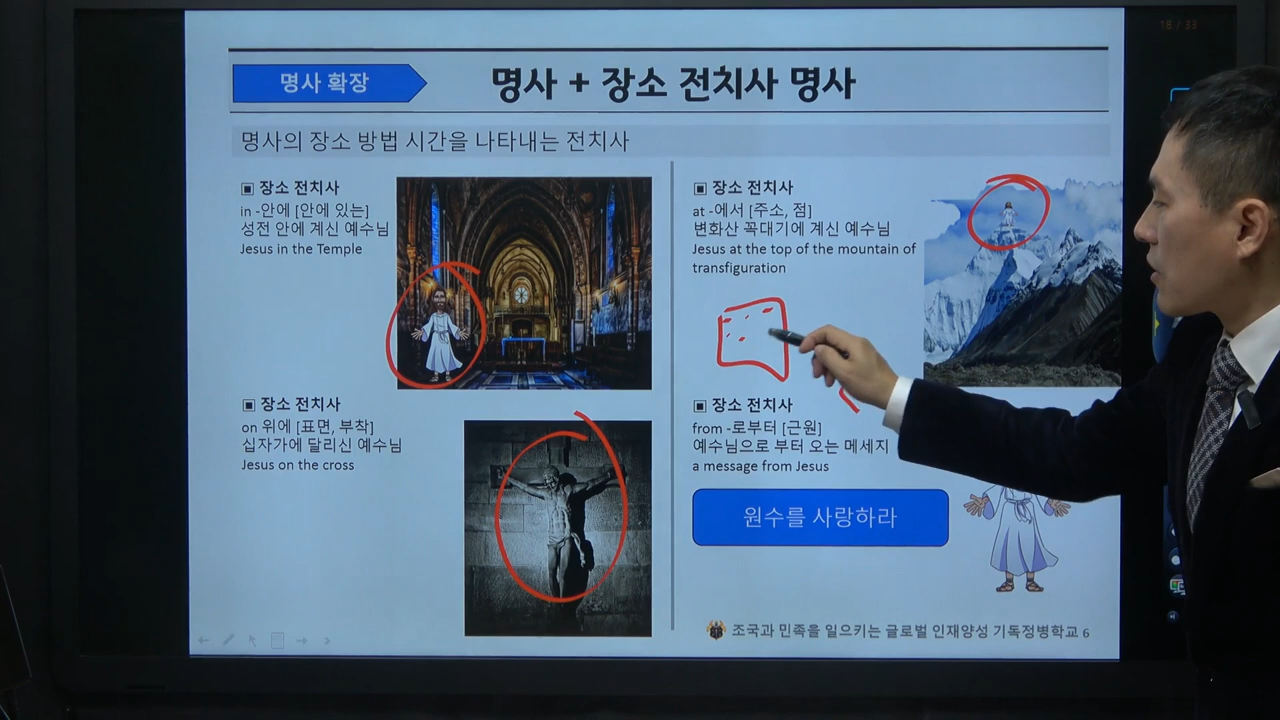 18 / 33
명사 확장
명사 + 장소 전치사 명사
명사의 장소 방법 시간을 나타내는 전치사
▣ 장소 전치사
in -안에 [안에 있는]
성전 안에 계신 예수님
Jesus in the Temple
▣ 장소 전치사
on 위에 [표면, 부착]
십자가에 달리신 예수님
Jesus on the cross
▣ 장소 전치사
at -에서 [주소, 점]
변화산 꼭대기에 계신 예수님
Jesus at the top of the mountain of
transfiguration
▣ 장소 전치사
from -로부터 [근원]
예수님으로 부터 오는 메세지
a message from Jesus
원수를 사랑하라
조국과 민족을 일으키는 글로벌 인재양성 기독정병학교 6